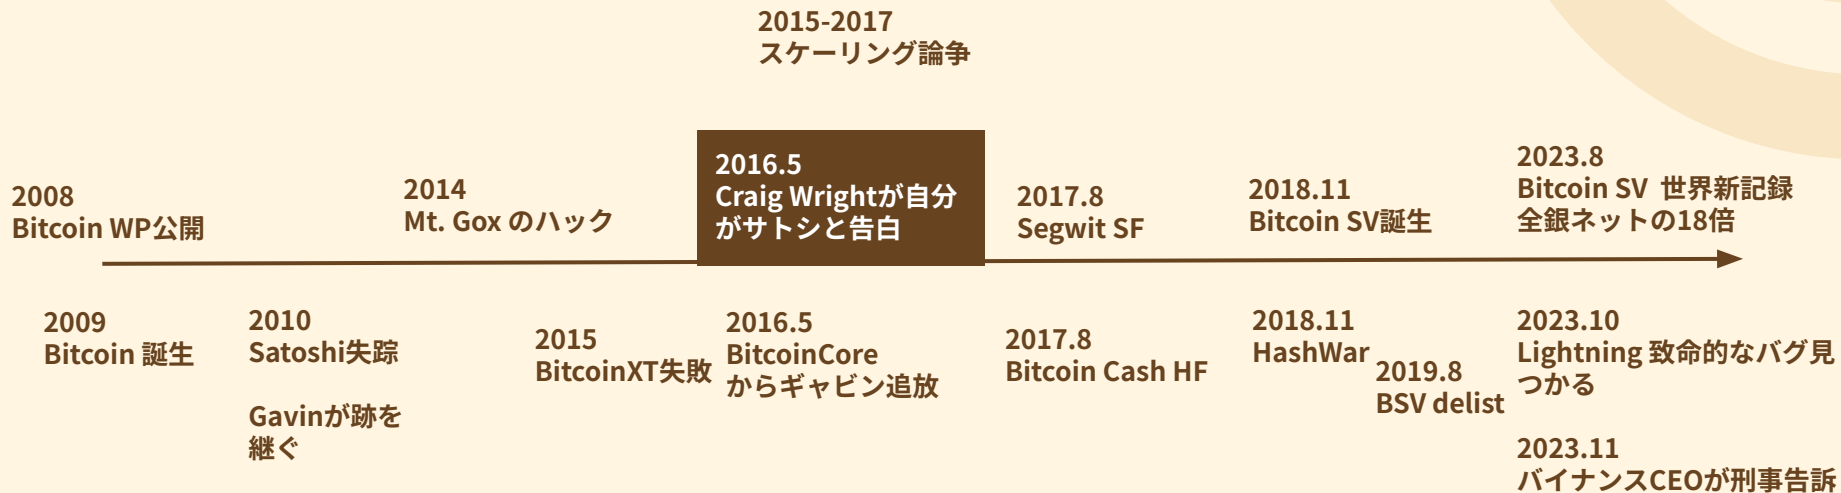 2015-2017
スケーリング論争
2008
Bitcoin WP公開
2014
Mt. Gox のハック
2016.5
Craig Wrightが自分
がサトシと告白
2017.8
Segwit SF
2018.11
Bitcoin SV誕生
2023.8
Bitcoin SV 世界新記録
全銀ネットの18倍
2009
Bitcoin 誕生
2010
Satoshi失踪
Gavinが跡を
継ぐ
2015
BitcoinXT失敗
2016.5
BitcoinCore
からギャビン追放
2017.8
Bitcoin Cash HF
2018.11
HashWar
2019.8
BSV delist
2023.10
Lightning 致命的なバグ見
つかる
2023.11
バイナンスCEOが刑事告訴